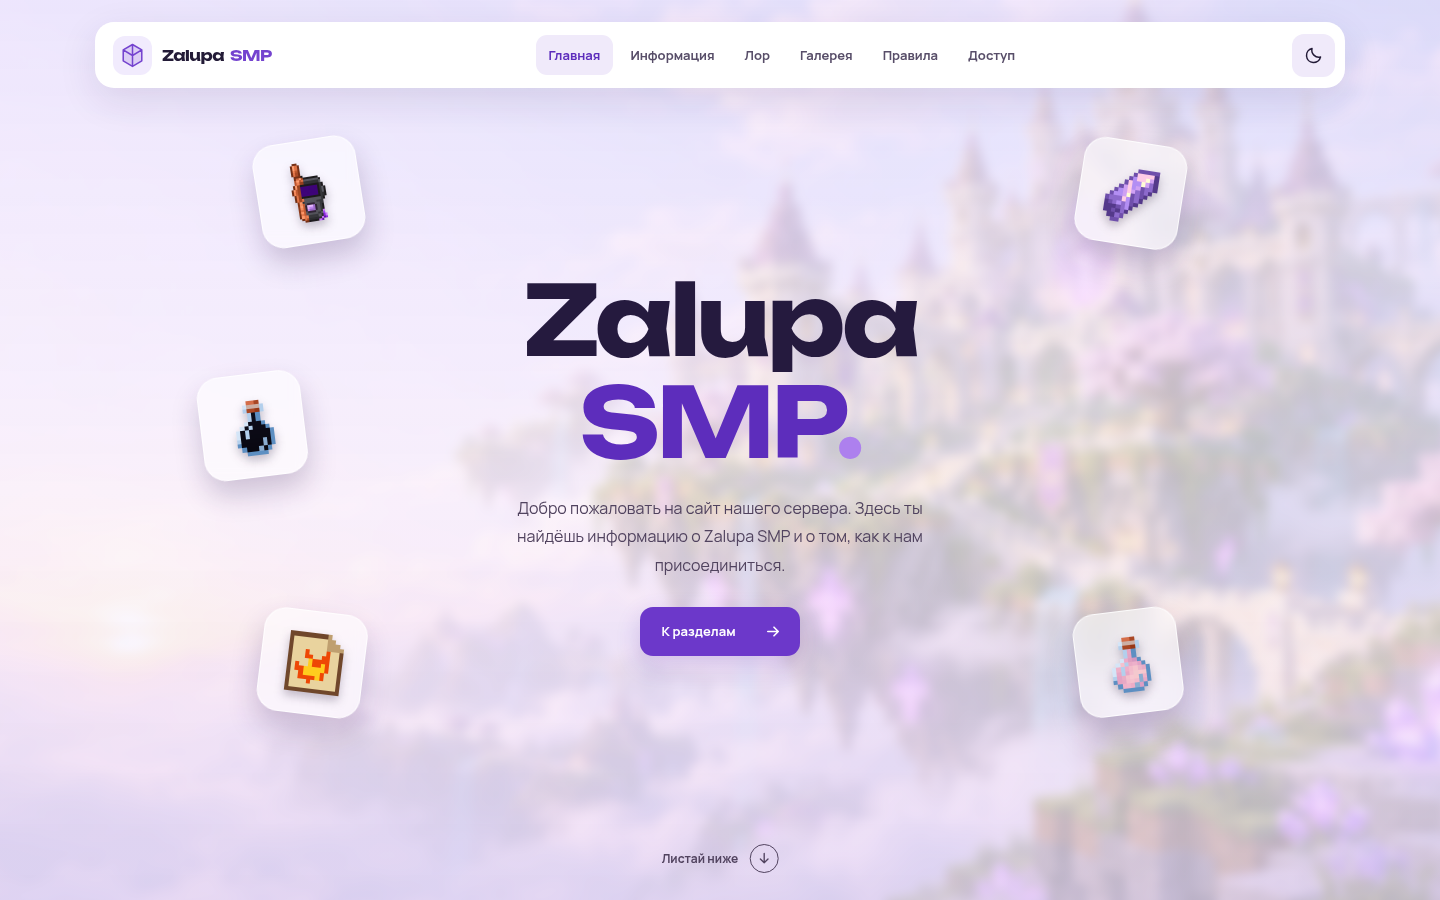 Zalupa SMP
Главная Информация Лор Галерея Правила Доступ
Zalupa
SMP.
Добро пожаловать на сайт нашего сервера. Здесь ты
найдёшь информацию о Zalupa SMP и о том, как к нам
присоединиться.
К разделам
Листай ниже